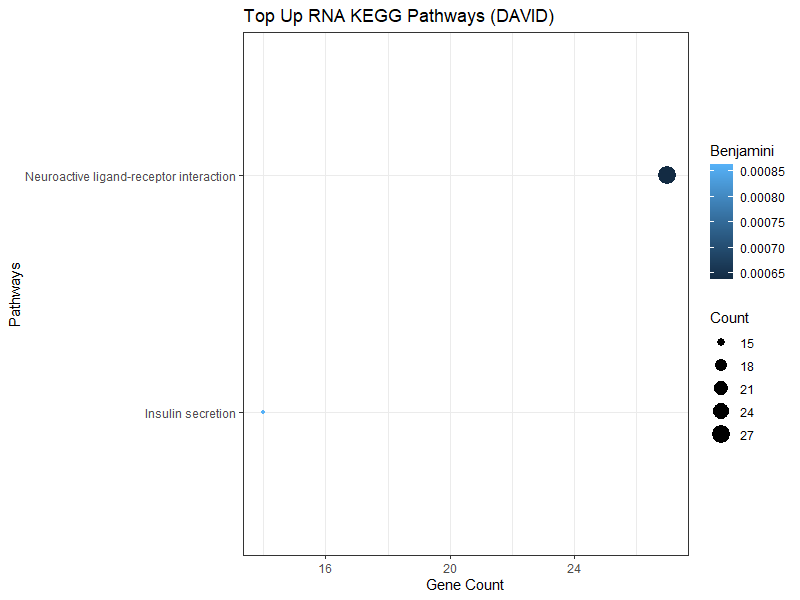 Top Up RNA KEGG Pathways (DAVID)
Pathways
Neuroactive ligand-receptor interaction
Insulin secretion
16
20
24
Gene Count
Benjamini
0.00085
0.00080
0.00075
0.00070
0.00065
Count
15
18
21
24
27